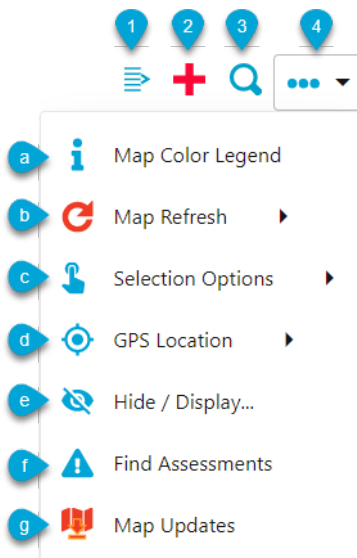 1 2 3 4
a Map Color Legend
b Map Refresh
c Selection Options
d GPS Location
e Hide / Display...
f Find Assessments
g Map Updates